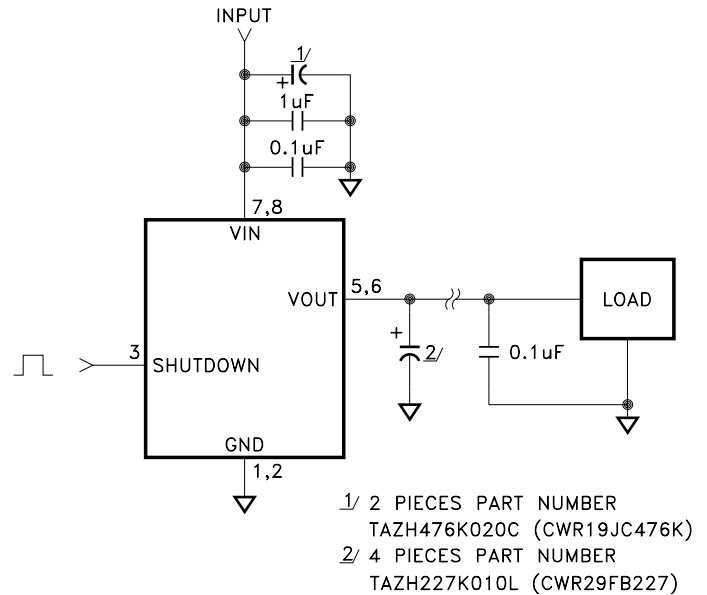 INPUT
1/
+
1uF
0.1uF
7,8
VIN
VOUT
5,6
LOAD
+
2/
0.1uF
3
SHUTDOWN
GND
1,2
1/ 2 PIECES PART NUMBER
TAZH476K020C (CWR19JC476K)
2/ 4 PIECES PART NUMBER
TAZH227K010L (CWR29FB227)